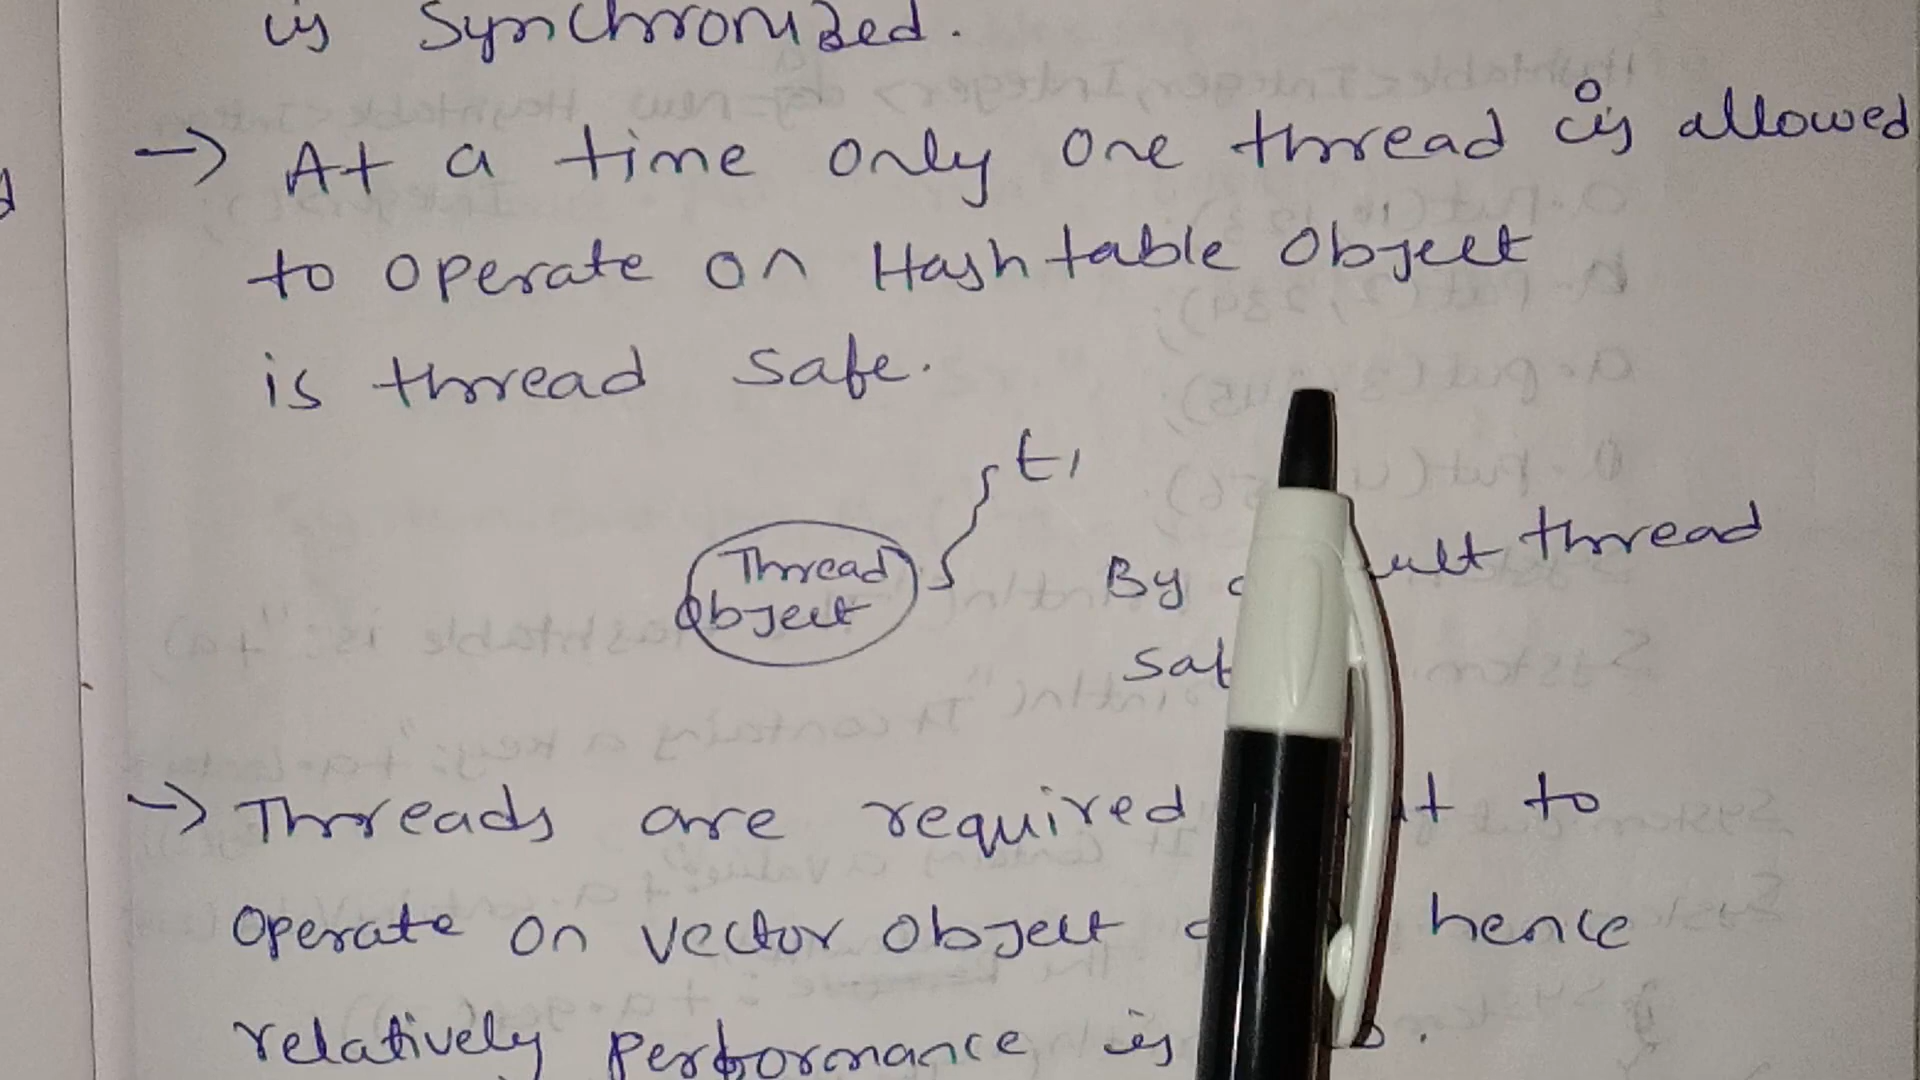 is Synchronized.
→ At a time only one thread is allowed
to operate on Hashtable Object
is thread safe.
t1
Thread
Object
By thread
→ Threads are required to
operate on vector object hence
relatively performance is